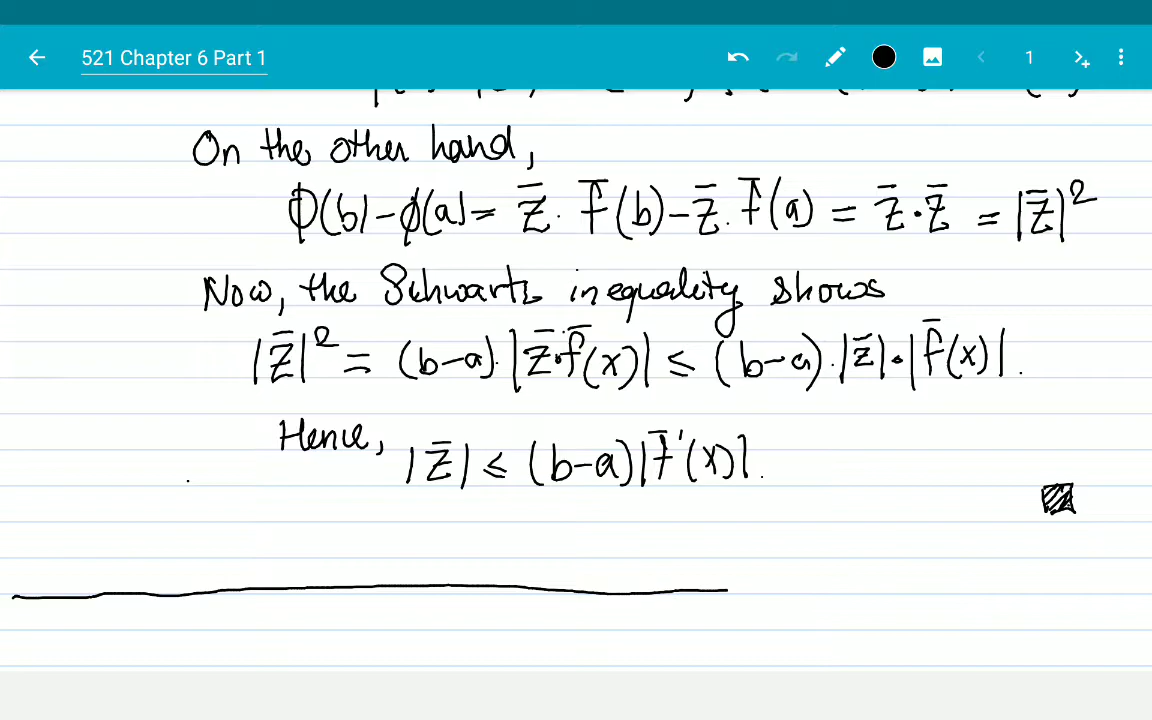 521 Chapter 6 Part 1
1
On the other hand,
ϕ(b)-ϕ(a)= z̄. f̄(b)-z̄. f̄(a) = z̄•z̄ = |z̄|²
Now, the Schwartz inequality shows
|z̄|² = (b-a).|z̄•f̄(x)| ≤ (b-a).|z̄|•|f̄(x)|.
Hence,
|z̄| ≤ (b-a)|f̄'(x)|.